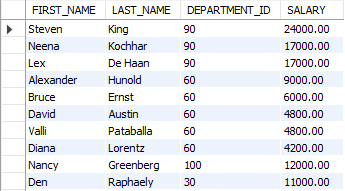 FIRST_NAME LAST_NAME DEPARTMENT_ID SALARY
Steven King 90 24000.00
Neena Kochhar 90 17000.00
Lex De Haan 90 17000.00
Alexander Hunold 60 9000.00
Bruce Ernst 60 6000.00
David Austin 60 4800.00
Valli Pataballa 60 4800.00
Diana Lorentz 60 4200.00
Nancy Greenberg 100 12000.00
Den Raphaely 30 11000.00